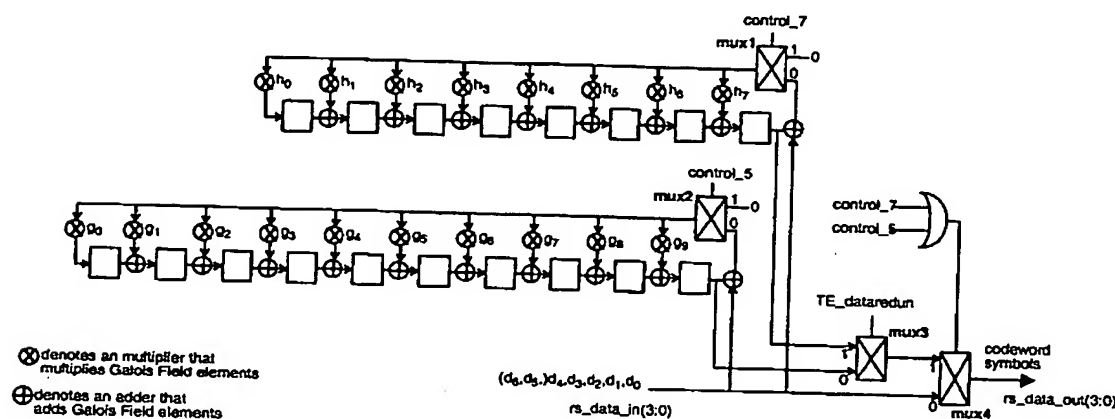 control_7
mux1
1
0
0
h0
h1
h2
h3
h4
h5
h6
h7
control_5
mux2
1
0
0
g0
g1
g2
g3
g4
g5
g6
g7
g8
g9
control_7
control_5
TE_dataredun
mux3
1
0
codeword
symbols
1
0
mux4
rs_data_out(3:0)
(d6,d5,)d4,d3,d2,d1,d0
rs_data_in(3:0)
⊗ denotes an multiplier that
multiplies Galois Field elements
⊕ denotes an adder that
adds Galois Field elements